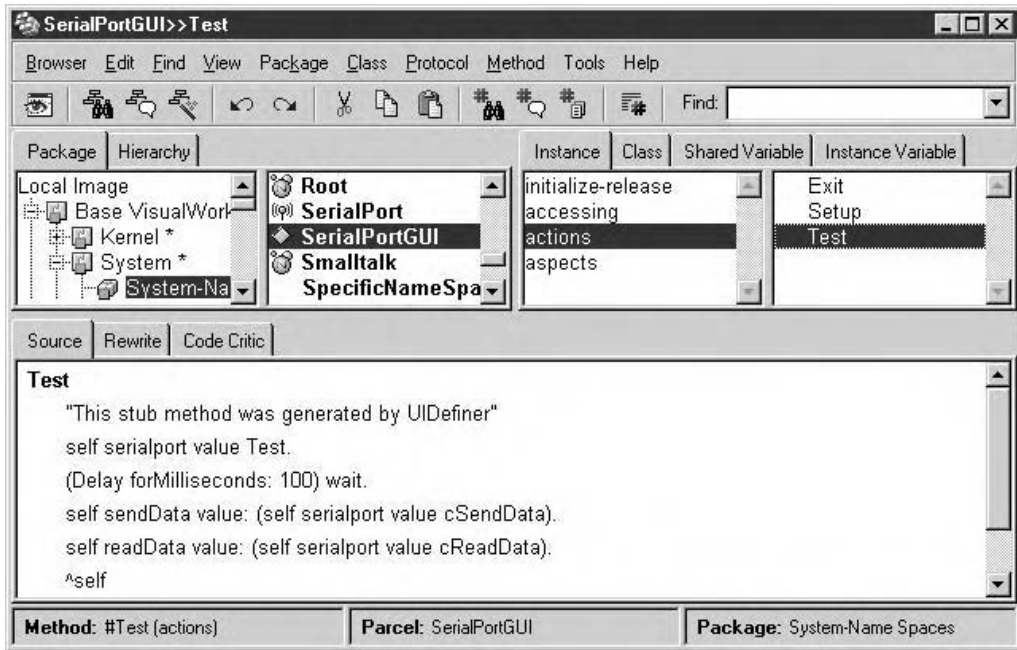 SerialPortGUI>>Test
Browser Edit Find View Package Class Protocol Method Tools Help
Find:
Package Hierarchy
Instance Class Shared Variable Instance Variable
Local Image
Base VisualWork
Kernel *
System *
System-Na
Root
SerialPort
SerialPortGUI
Smalltalk
SpecificNameSpa
initialize-release
accessing
actions
aspects
Exit
Setup
Test
Source Rewrite Code Critic
Test
"This stub method was generated by UIDefiner"
self serialport value Test.
(Delay forMilliseconds: 100) wait.
self sendData value: (self serialport value cSendData).
self readData value: (self serialport value cReadData).
^self
Method: #Test (actions)
Parcel: SerialPortGUI
Package: System-Name Spaces